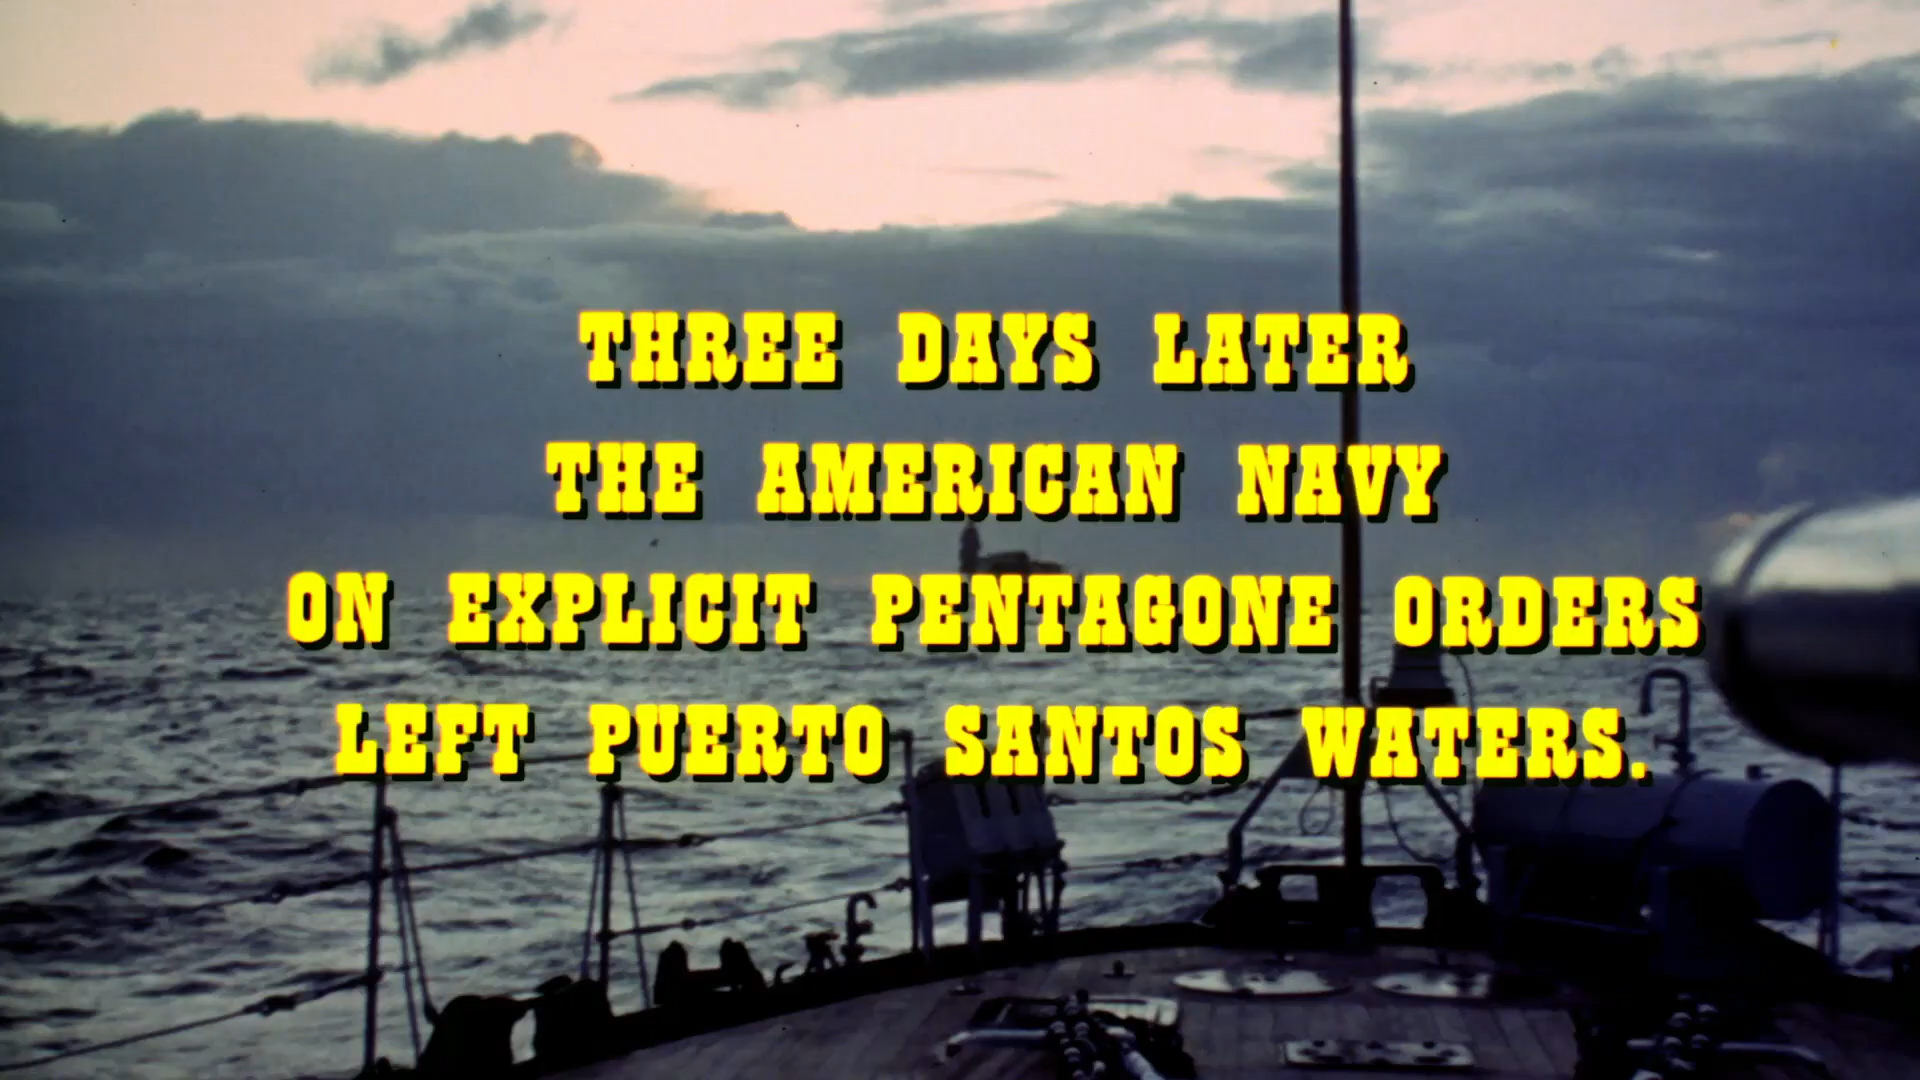 THREE DAYS LATER
THE AMERICAN NAVY
ON EXPLICIT PENTAGONE ORDERS
LEFT PUERTO SANTOS WATERS.